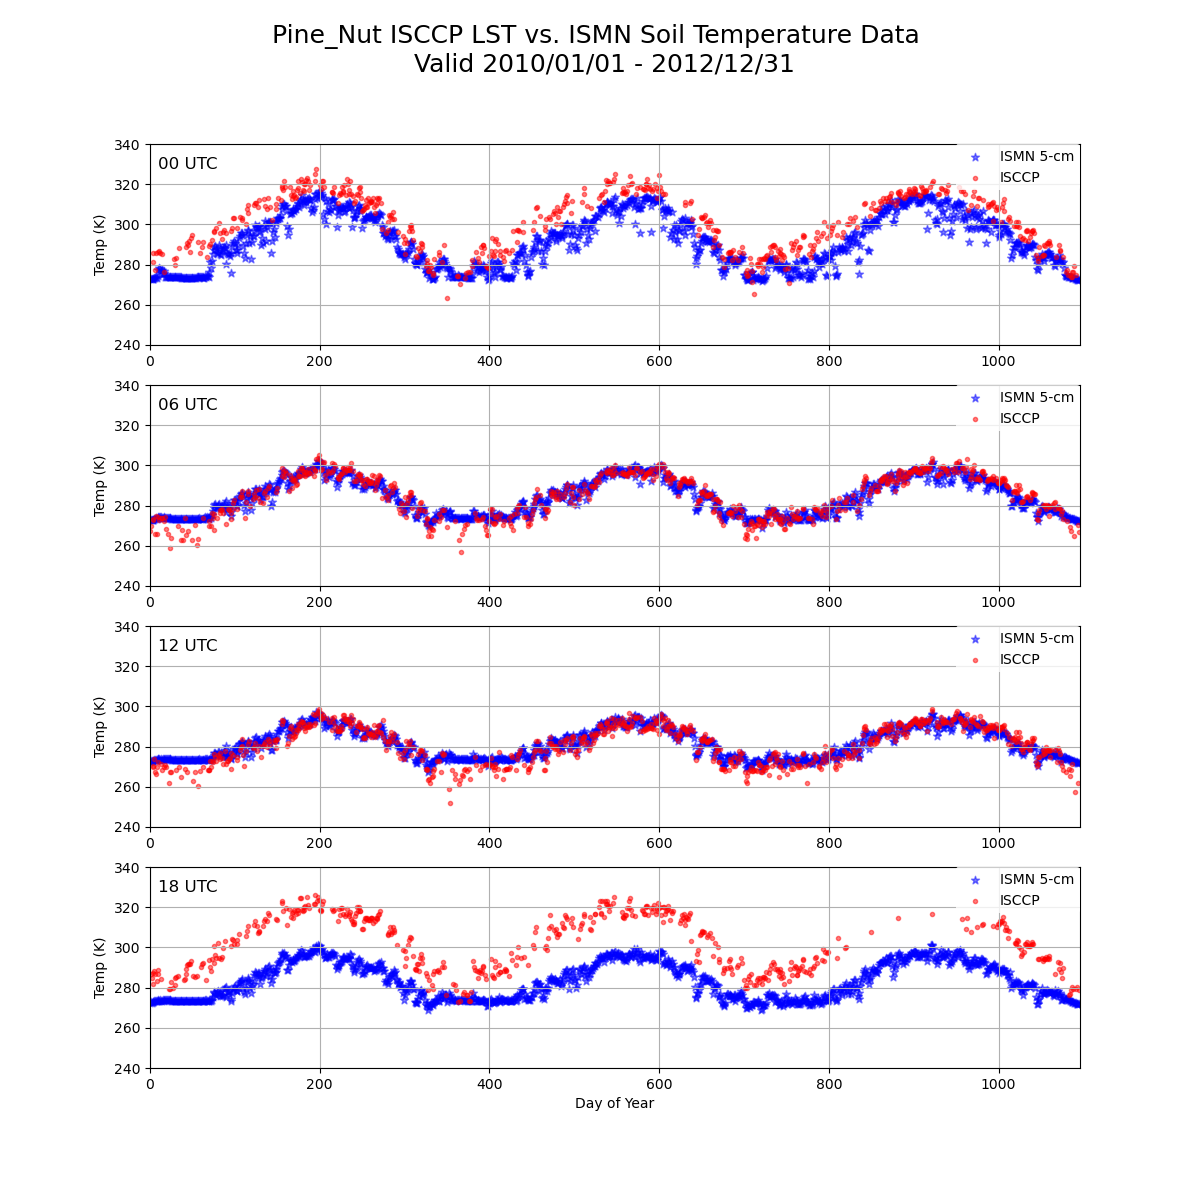 Pine_Nut ISCCP LST vs. ISMN Soil Temperature Data
Valid 2010/01/01 - 2012/12/31
340
320
300
280
260
240
Temp (K)
00 UTC
ISMN 5-cm
ISCCP
0 200 400 600 800 1000
340
320
300
280
260
240
Temp (K)
06 UTC
ISMN 5-cm
ISCCP
0 200 400 600 800 1000
340
320
300
280
260
240
Temp (K)
12 UTC
ISMN 5-cm
ISCCP
0 200 400 600 800 1000
340
320
300
280
260
240
Temp (K)
18 UTC
ISMN 5-cm
ISCCP
0 200 400 600 800 1000
Day of Year